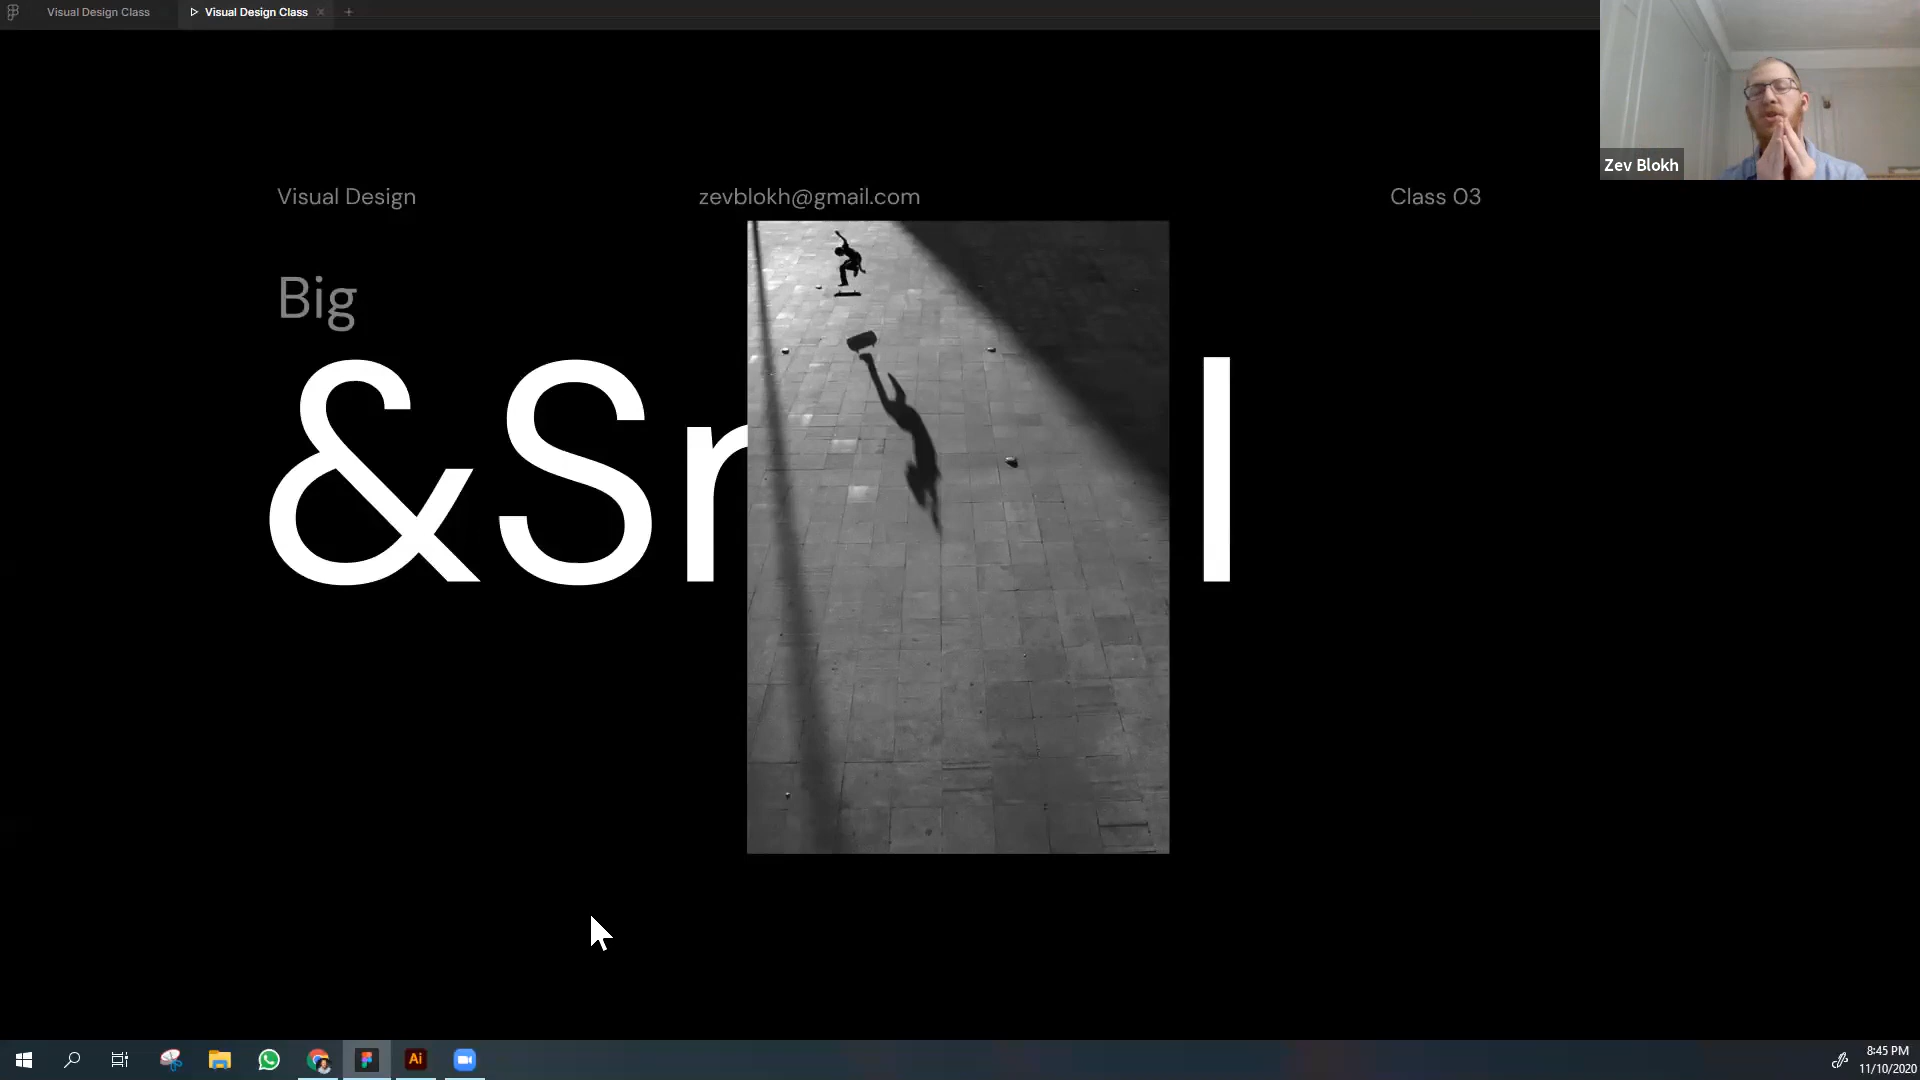 Visual Design Class
Visual Design Class
Zev Blokh
Visual Design
zevblokh@gmail.com
Class 03
Big
&S
l
Ai
8:45 PM
11/10/2020